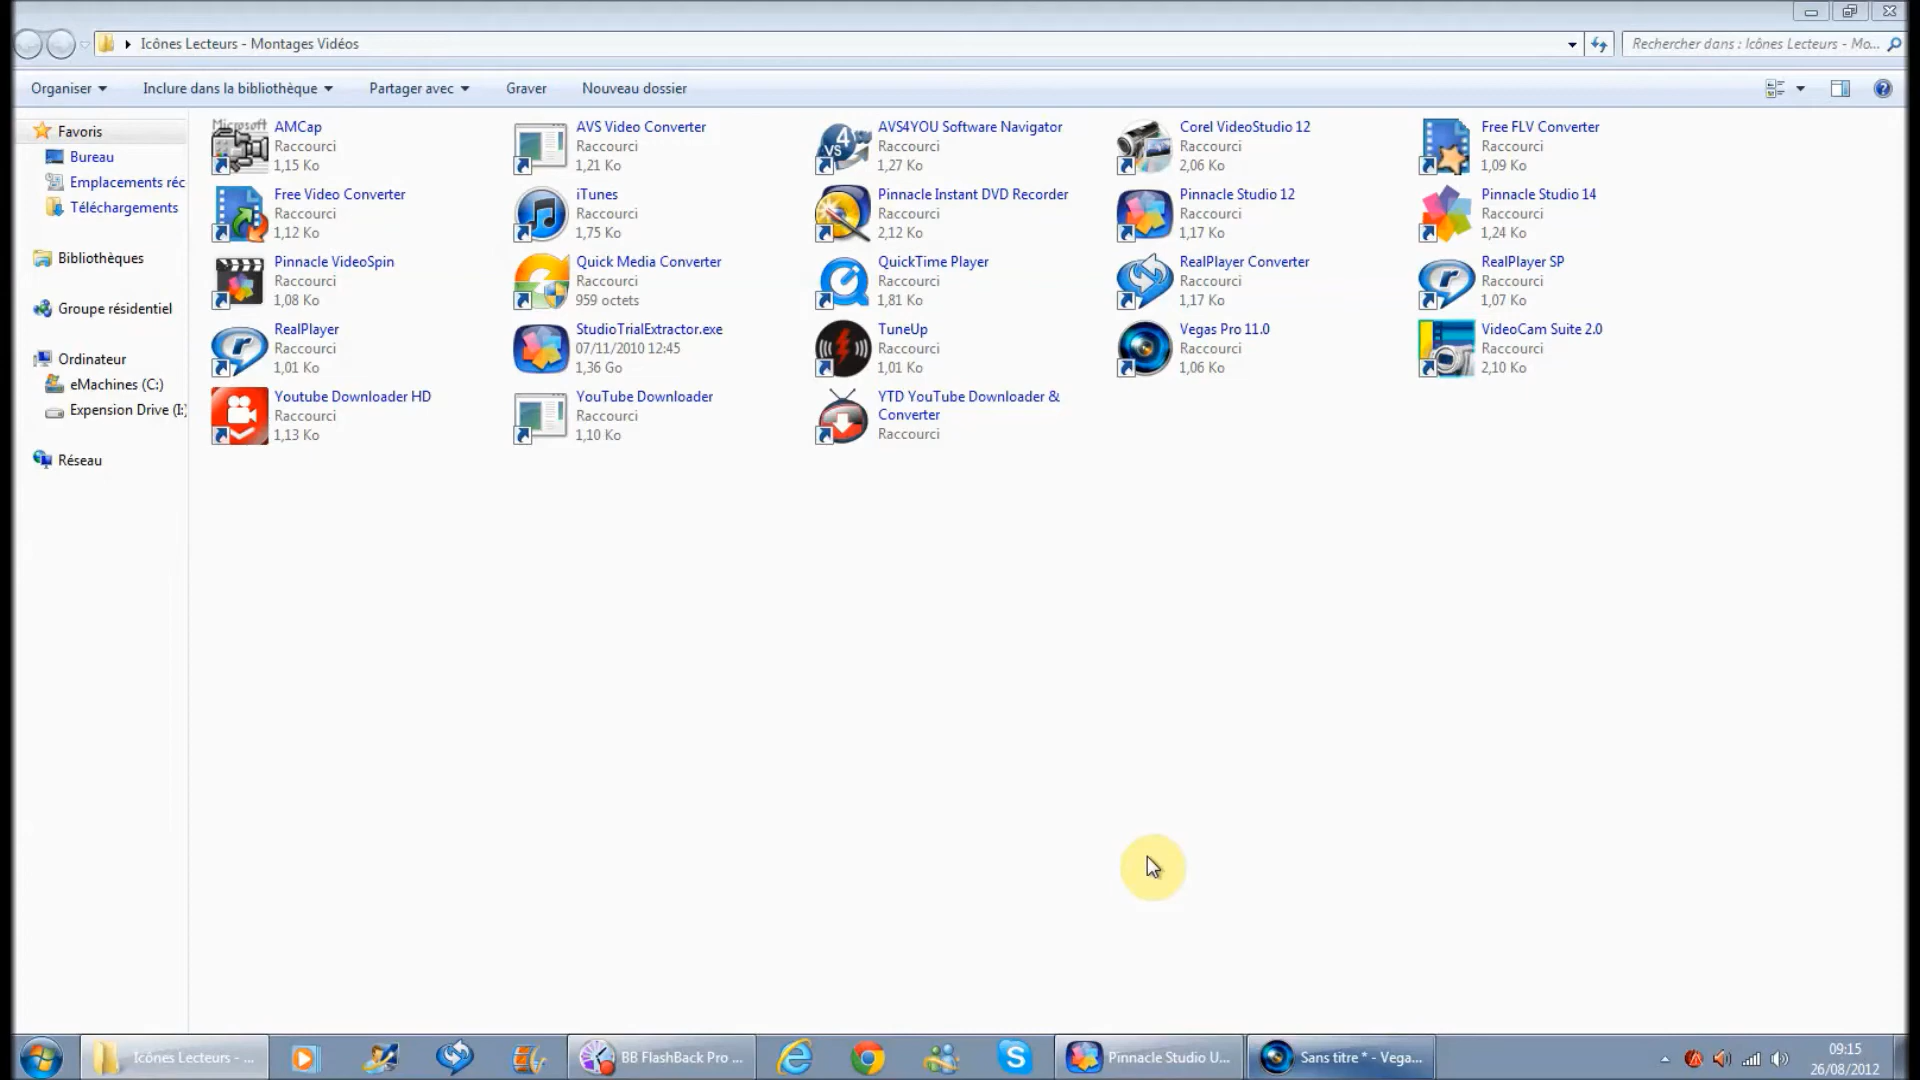 Icônes Lecteurs - Montages Vidéos
Rechercher dans : Icônes Lecteurs - Mo...
Organiser
Inclure dans la bibliothèque
Partager avec
Graver
Nouveau dossier
Favoris
Bureau
Emplacements réc
Téléchargements
Bibliothèques
Groupe résidentiel
Ordinateur
eMachines (C:)
Expension Drive (I:)
Réseau
Microsoft
AMCap
Raccourci
1,15 Ko
AVS Video Converter
Raccourci
1,21 Ko
4
VS
AVS4YOU Software Navigator
Raccourci
1,27 Ko
Corel VideoStudio 12
Raccourci
2,06 Ko
Free FLV Converter
Raccourci
1,09 Ko
Free Video Converter
Raccourci
1,12 Ko
iTunes
Raccourci
1,75 Ko
Pinnacle Instant DVD Recorder
Raccourci
2,12 Ko
Pinnacle Studio 12
Raccourci
1,17 Ko
Pinnacle Studio 14
Raccourci
1,24 Ko
Pinnacle VideoSpin
Raccourci
1,08 Ko
Quick Media Converter
Raccourci
959 octets
QuickTime Player
Raccourci
1,81 Ko
RealPlayer Converter
Raccourci
1,17 Ko
RealPlayer SP
Raccourci
1,07 Ko
RealPlayer
Raccourci
1,01 Ko
StudioTrialExtractor.exe
07/11/2010 12:45
1,36 Go
TuneUp
Raccourci
1,01 Ko
Vegas Pro 11.0
Raccourci
1,06 Ko
VideoCam Suite 2.0
Raccourci
2,10 Ko
Youtube Downloader HD
Raccourci
1,13 Ko
YouTube Downloader
Raccourci
1,10 Ko
YTD YouTube Downloader &
Converter
Raccourci
Icônes Lecteurs - ...
BB FlashBack Pro ...
Pinnacle Studio U...
Sans titre * - Vega...
09:15
26/08/2012